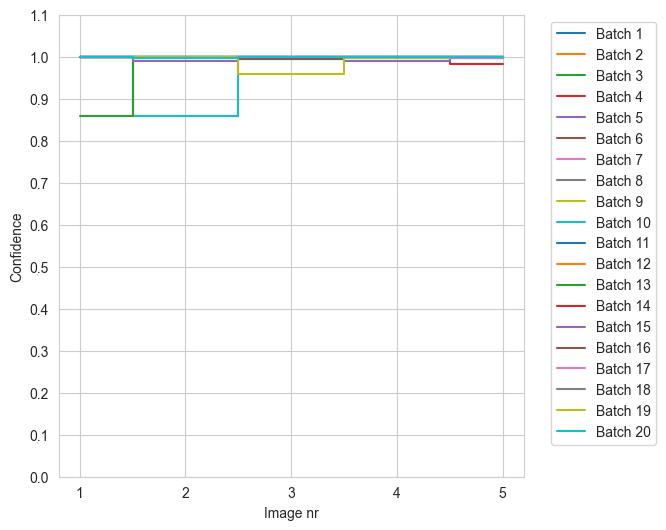 1.1
1.0
0.9
0.8
0.7
0.6
0.5
0.4
0.3
0.2
0.1
0.0
Confidence
1 2 3 4 5
Image nr
Batch 1
Batch 2
Batch 3
Batch 4
Batch 5
Batch 6
Batch 7
Batch 8
Batch 9
Batch 10
Batch 11
Batch 12
Batch 13
Batch 14
Batch 15
Batch 16
Batch 17
Batch 18
Batch 19
Batch 20